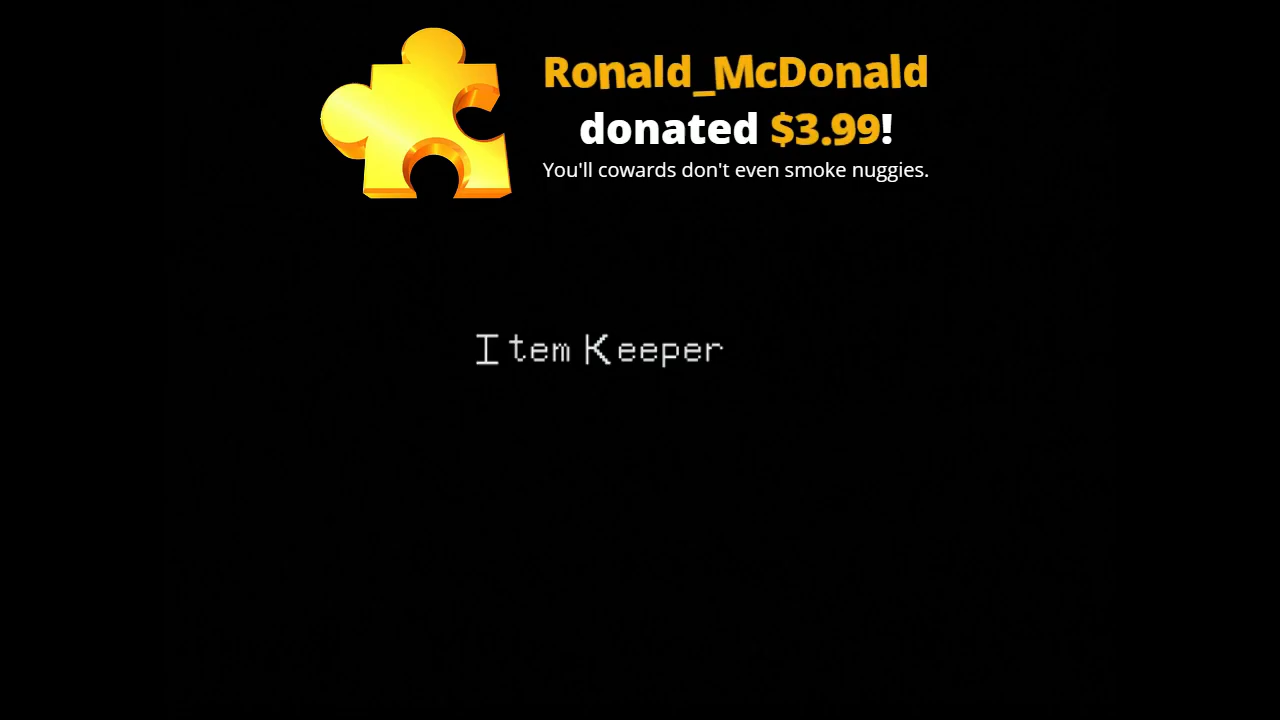 Ronald_McDonald
donated $3.99!
You'll cowards don't even smoke nuggies.
Item Keeper